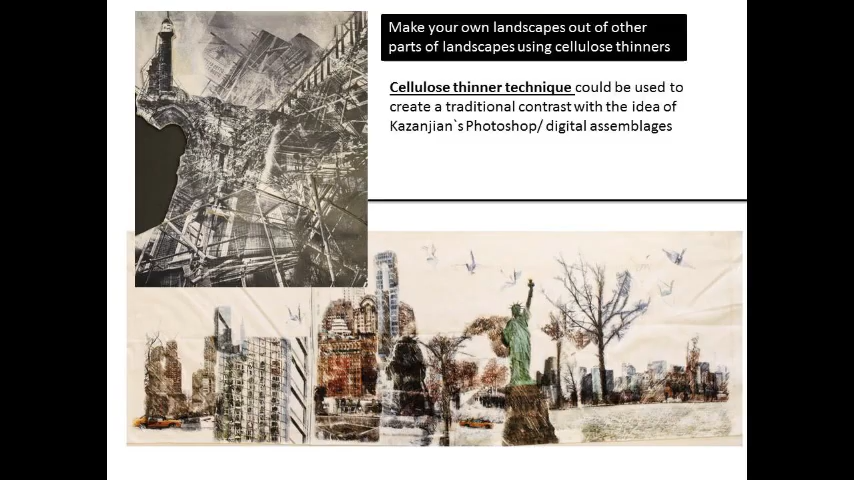 Make your own landscapes out of other
parts of landscapes using cellulose thinners
Cellulose thinner technique could be used to
create a traditional contrast with the idea of
Kazanjian`s Photoshop/ digital assemblages